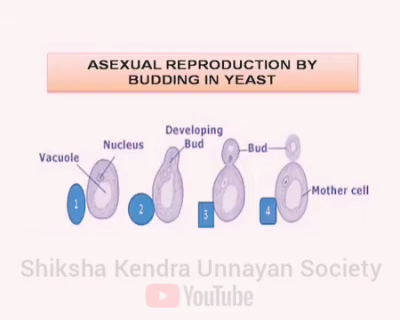 ASEXUAL REPRODUCTION BY
BUDDING IN YEAST
Developing
Bud
Nucleus
Bud
Vacuole
Mother cell
1
2
3
4
Shiksha Kendra Unnayan Society
YouTube